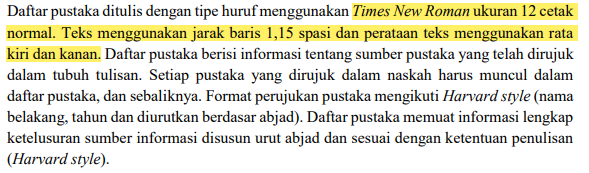 Daftar pustaka ditulis dengan tipe huruf menggunakan Times New Roman ukuran 12 cetak
normal. Teks menggunakan jarak baris 1,15 spasi dan perataan teks menggunakan rata
kiri dan kanan. Daftar pustaka berisi informasi tentang sumber pustaka yang telah dirujuk
dalam tubuh tulisan. Setiap pustaka yang dirujuk dalam naskah harus muncul dalam
daftar pustaka, dan sebaliknya. Format perujukan pustaka mengikuti Harvard style (nama
belakang, tahun dan diurutkan berdasar abjad). Daftar pustaka memuat informasi lengkap
ketelusuran sumber informasi disusun urut abjad dan sesuai dengan ketentuan penulisan
(Harvard style).